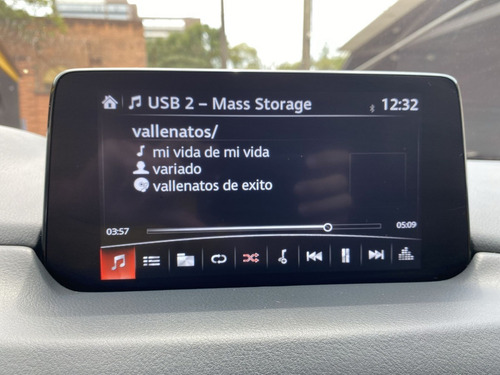 USB 2 – Mass Storage 12:32
vallenatos/
mi vida de mi vida
variado
vallenatos de exito
03:57 05:09